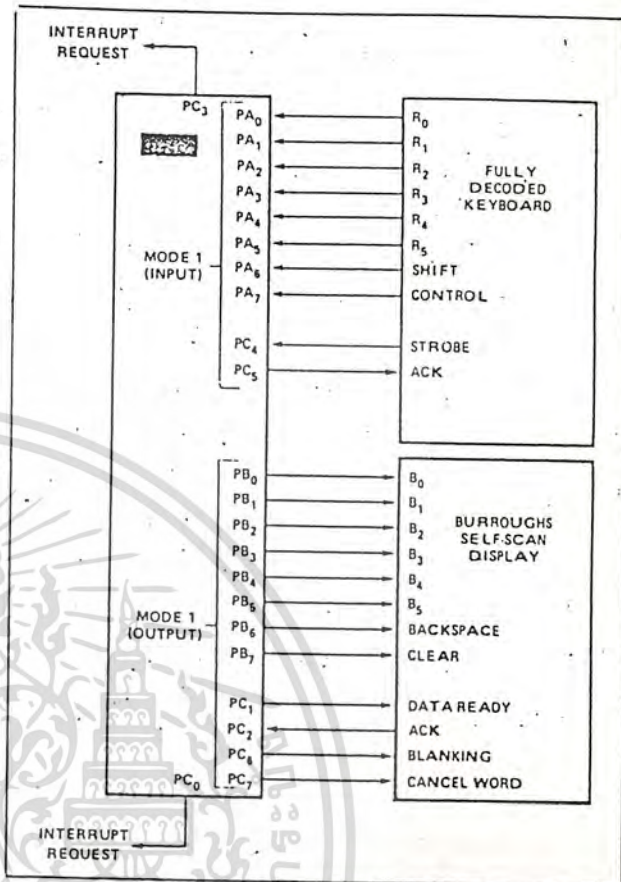 INTERRUPT
REQUEST
PC3
PA0
PA1
PA2
PA3
PA4
PA5
PA6
PA7
MODE 1
(INPUT)
PC4
PC5
R0
R1
R2
R3
R4
R5
SHIFT
CONTROL
STROBE
ACK
FULLY
DECODED
KEYBOARD
PB0
PB1
PB2
PB3
PB4
PB5
PB6
PB7
MODE 1
(OUTPUT)
PC1
PC2
PC6
PC7
B0
B1
B2
B3
B4
B5
BACKSPACE
CLEAR
DATA READY
ACK
BLANKING
CANCEL WORD
BURROUGHS
SELF-SCAN
DISPLAY
PC0
INTERRUPT
REQUEST